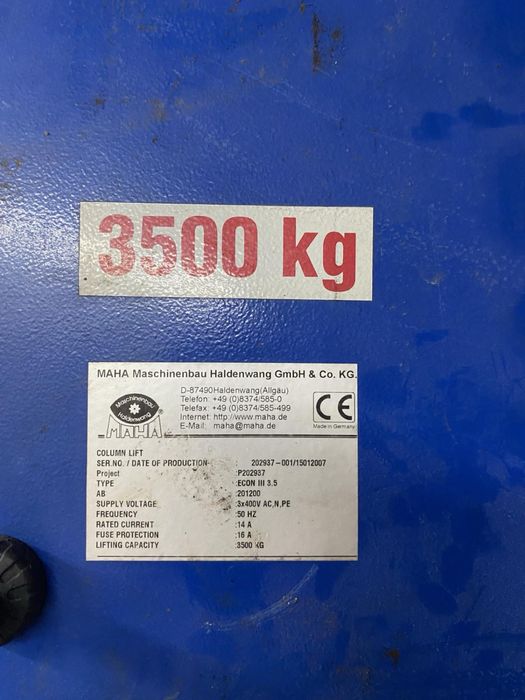 3500 kg
MAHA Maschinenbau Haldenwang GmbH & Co. KG.
Maschinenbau
Haldenwang
MAHA
D-87490Haldenwang(Allgäu)
Telefon: +49 (0)8374/585-0
Telefax +49 (0)8374/585-499
Internet: http://www.maha.de
E-Mail: maha@maha.de
CE
Made in Germany
COLUMN LIFT
SER.NO. / DATE OF PRODUCTION 202937-001/15012007
Project :P202937
TYPE :ECON III 3.5
AB :201200
SUPPLY VOLTAGE :3x400V AC,N,PE
FREQUENCY :50 HZ
RATED CURRENT :14 A
FUSE PROTECTION :16 A
LIFTING CAPACITY :3500 KG